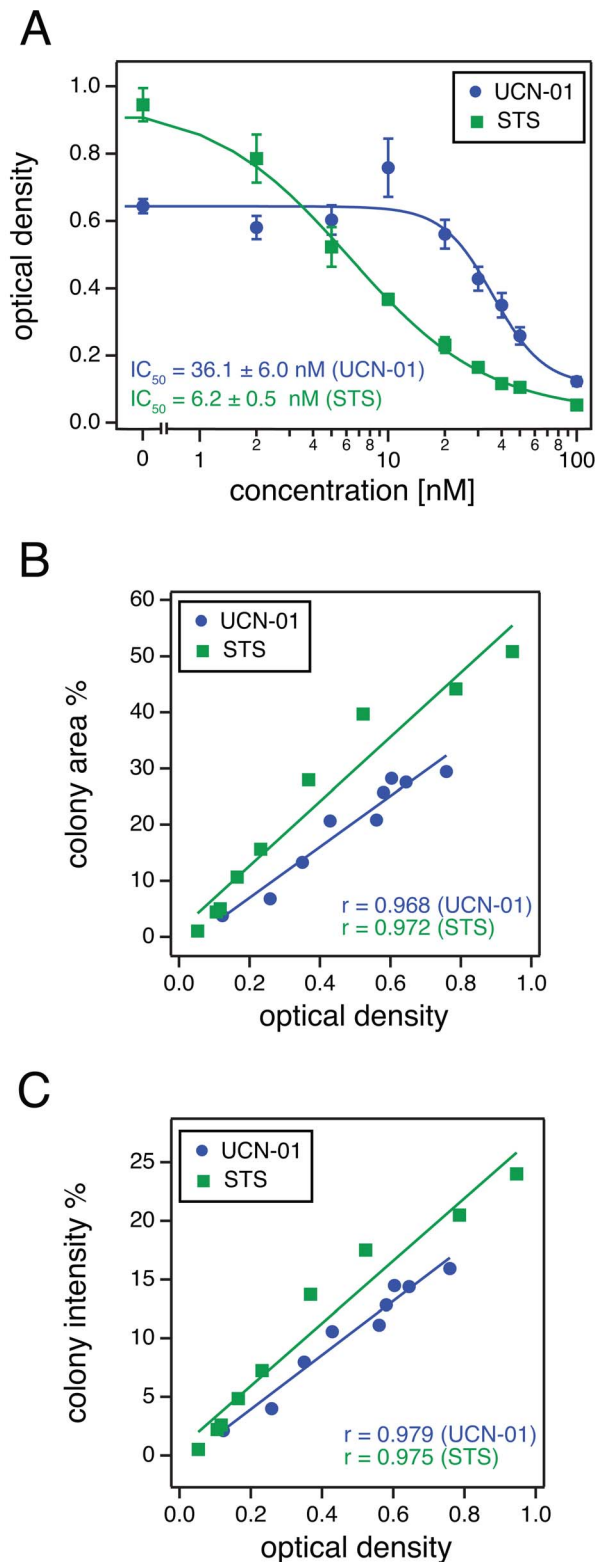 A
optical density
1.0
0.8
0.6
0.4
0.2
0.0
UCN-01
STS
IC50 = 36.1 ± 6.0 nM (UCN-01)
IC50 = 6.2 ± 0.5 nM (STS)
2 4 6 8 2 4 6 8
0 1 10 100
concentration [nM]
B
colony area %
60
50
40
30
20
10
0
UCN-01
STS
r = 0.968 (UCN-01)
r = 0.972 (STS)
0.0 0.2 0.4 0.6 0.8 1.0
optical density
C
colony intensity %
25
20
15
10
5
0
UCN-01
STS
r = 0.979 (UCN-01)
r = 0.975 (STS)
0.0 0.2 0.4 0.6 0.8 1.0
optical density